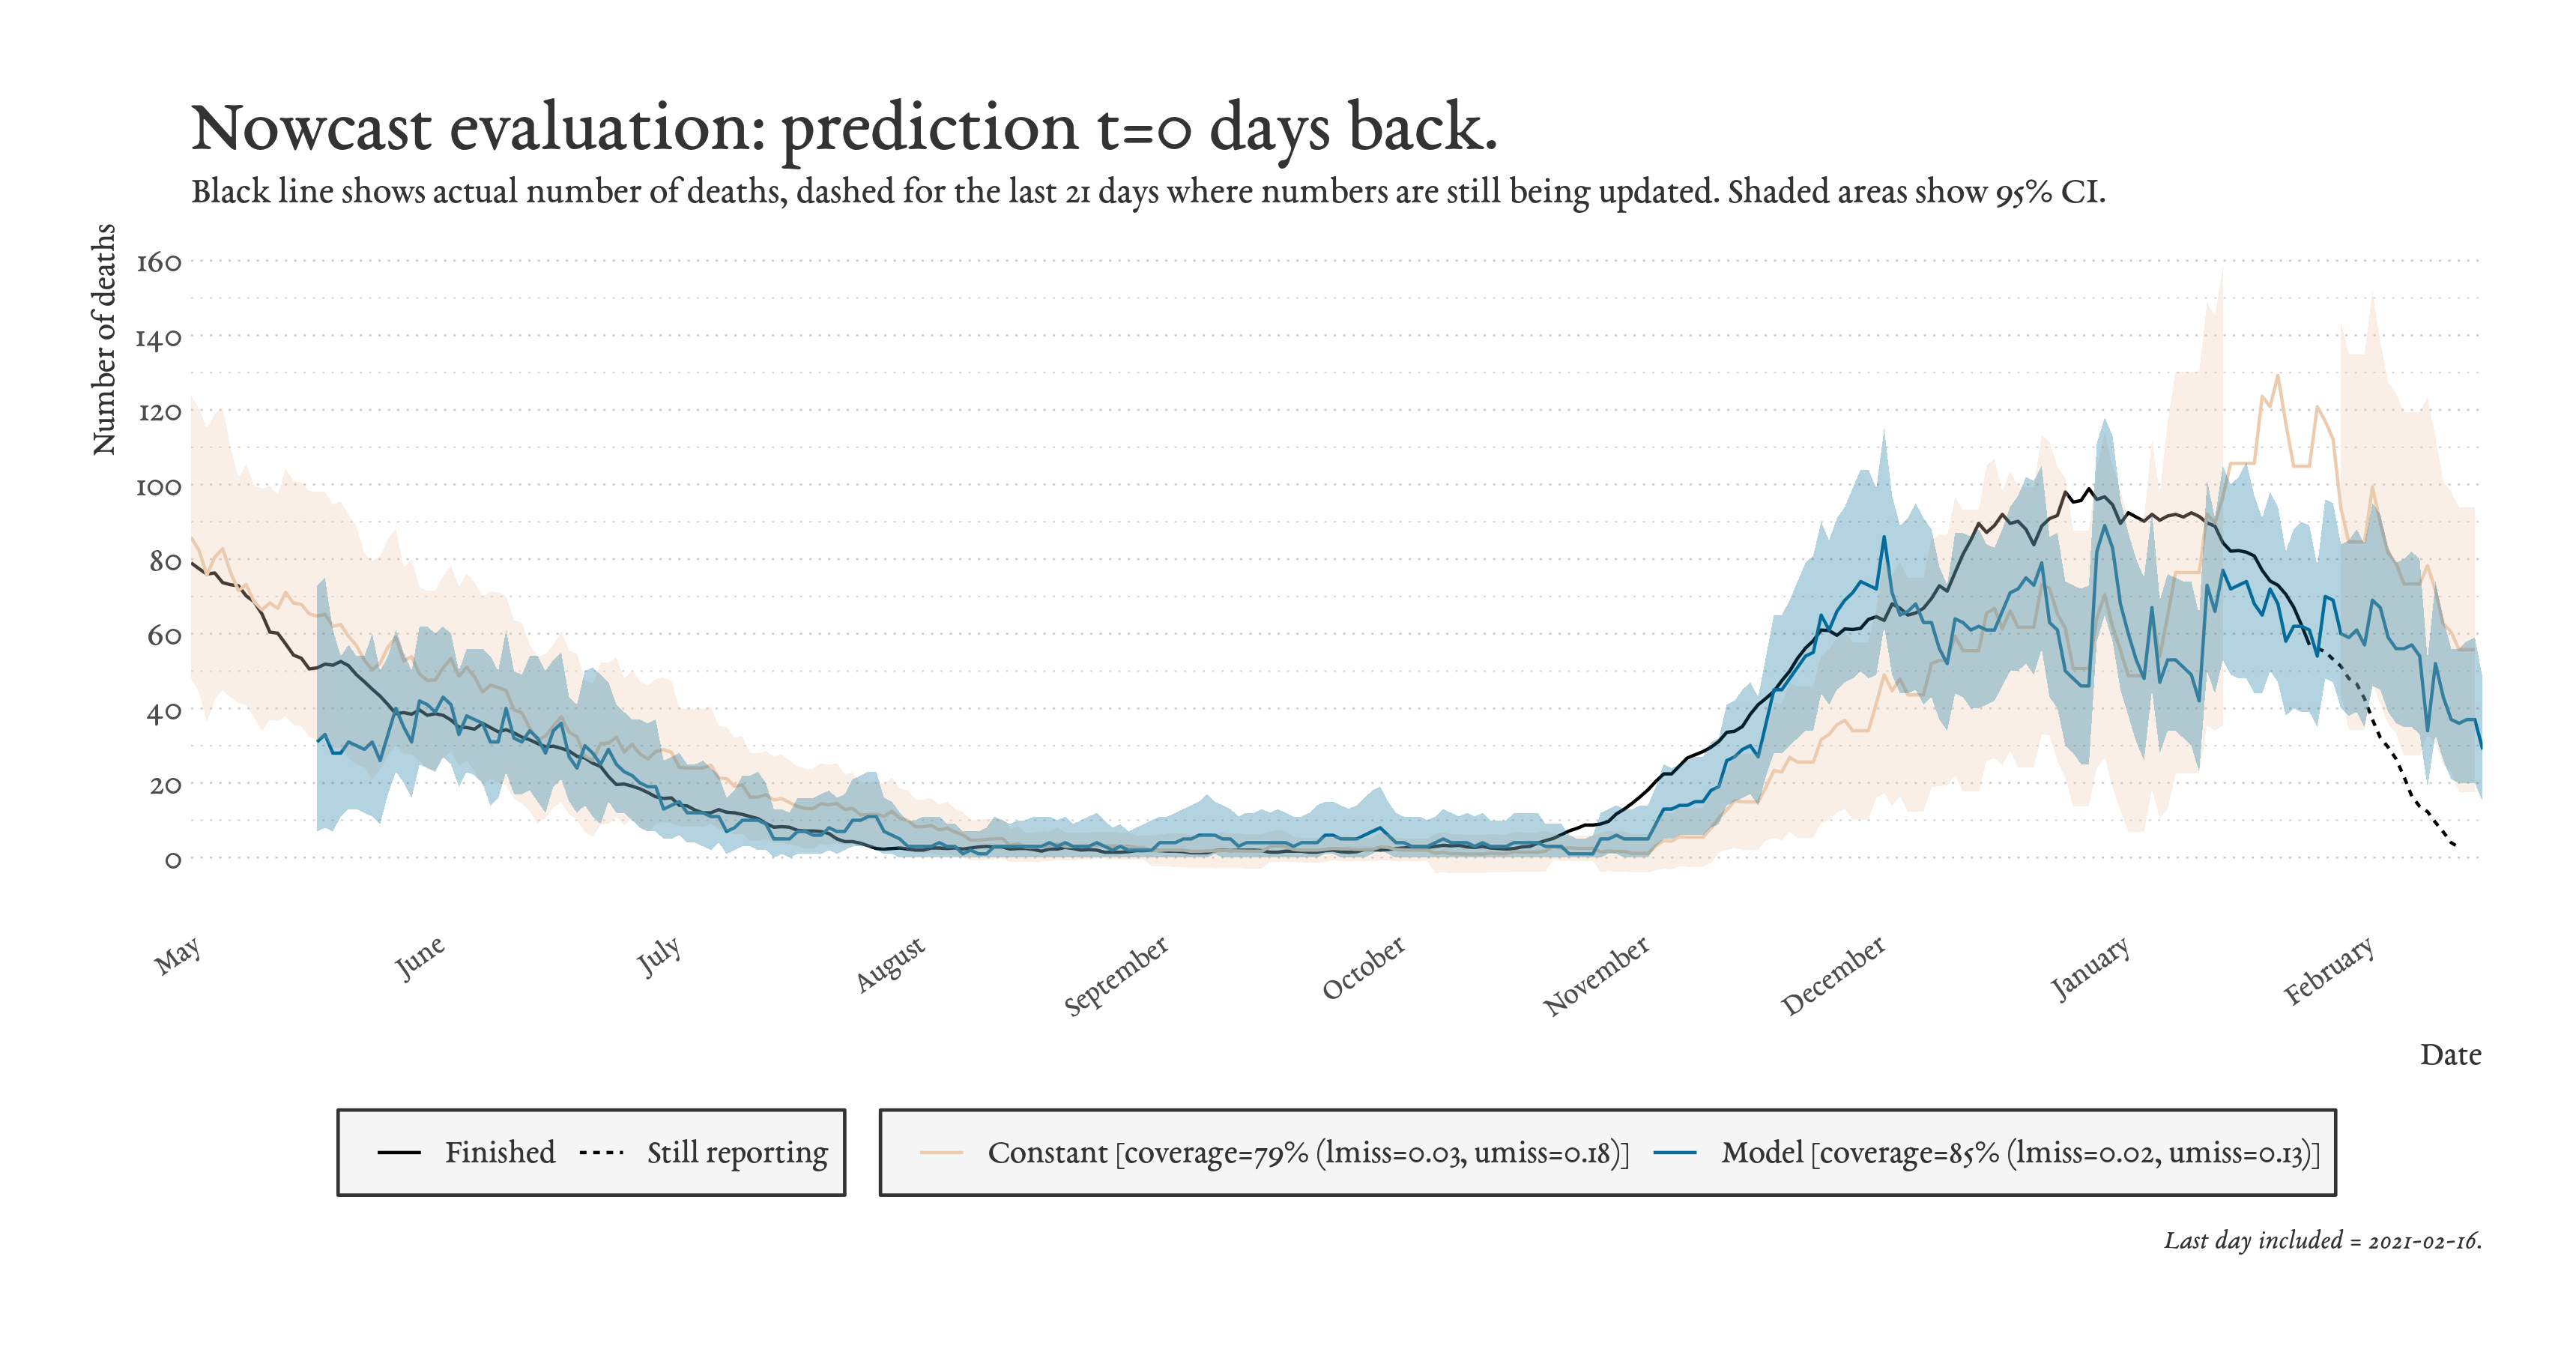 Nowcast evaluation: prediction t=0 days back.
Black line shows actual number of deaths, dashed for the last 21 days where numbers are still being updated. Shaded areas show 95% CI.
Number of deaths
160
140
120
100
80
60
40
20
0
May
June
July
August
September
October
November
December
January
February
Date
Finished
Still reporting
Constant [coverage=79% (lmiss=0.03, umiss=0.18)]
Model [coverage=85% (lmiss=0.02, umiss=0.13)]
Last day included = 2021-02-16.